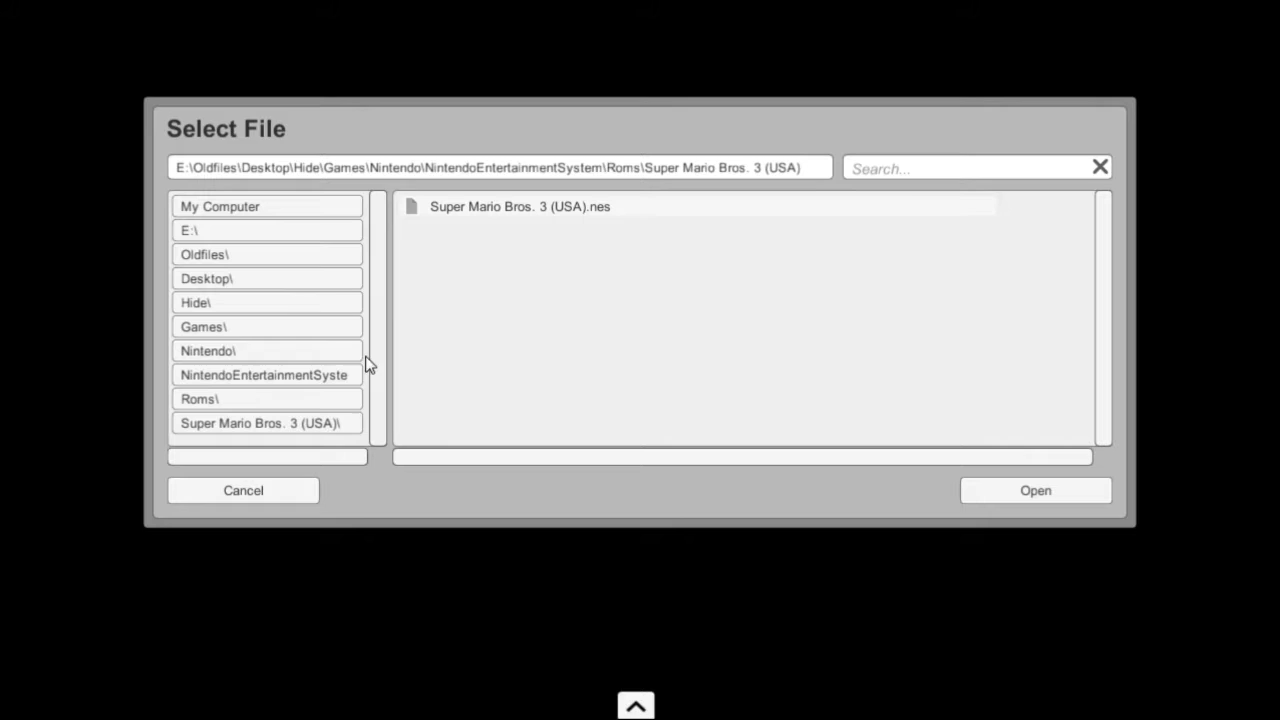 Select File
E:\Oldfiles\Desktop\Hide\Games\Nintendo\NintendoEntertainmentSystem\Roms\Super Mario Bros. 3 (USA)
Search...
My Computer
E:\
Oldfiles\
Desktop\
Hide\
Games\
Nintendo\
NintendoEntertainmentSyste
Roms\
Super Mario Bros. 3 (USA)\
Super Mario Bros. 3 (USA).nes
Cancel
Open